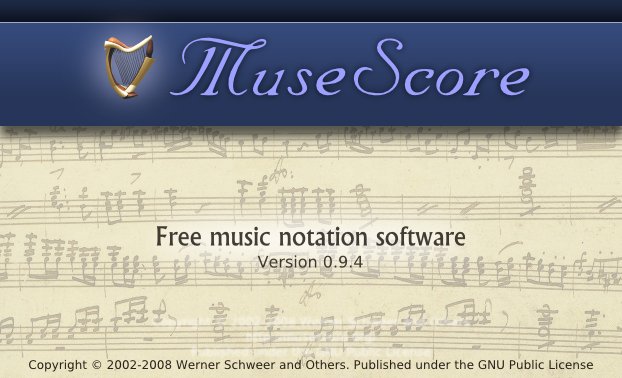 MuseScore
Free music notation software
Version 0.9.4
Copyright © 2002-2008 Werner Schweer and Others. Published under the GNU Public License